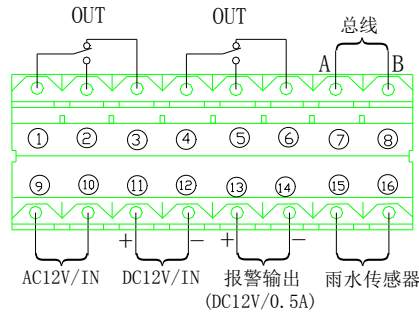 OUT OUT 总线
A B
① ② ③ ④ ⑤ ⑥ ⑦ ⑧
⑨ ⑩ ⑪ ⑫ ⑬ ⑭ ⑮ ⑯
+ − + −
AC12V/IN DC12V/IN 报警输出 雨水传感器
(DC12V/0.5A)